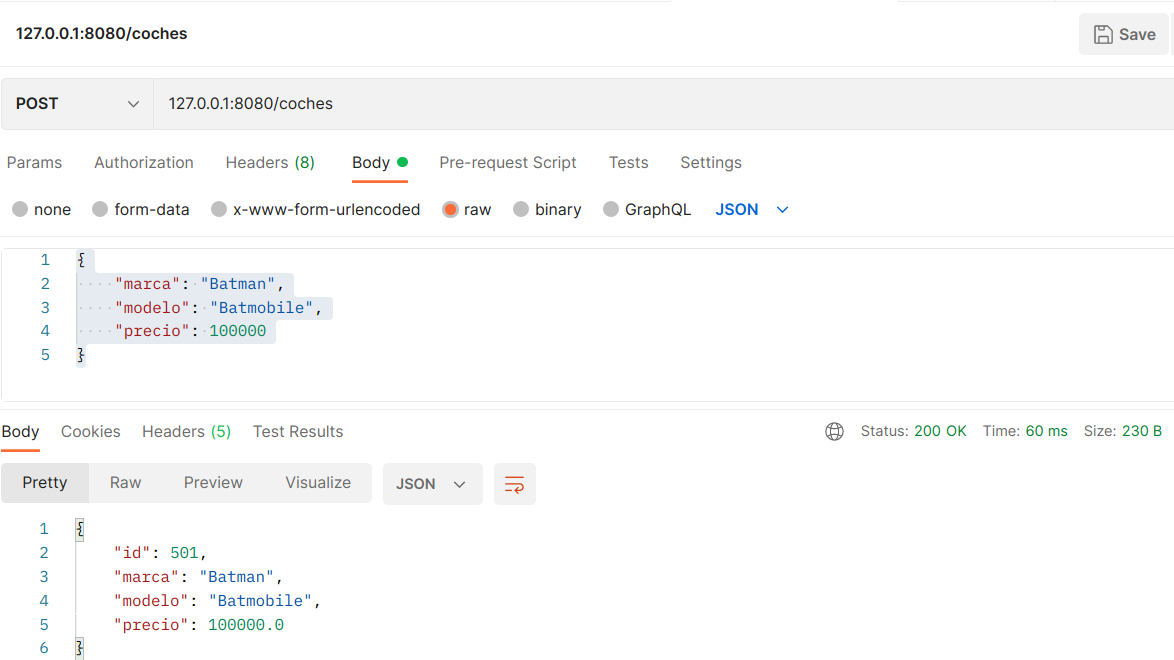 127.0.0.1:8080/coches
Save
POST 127.0.0.1:8080/coches
Params Authorization Headers (8) Body Pre-request Script Tests Settings
none form-data x-www-form-urlencoded raw binary GraphQL JSON
1 {
2 ····"marca":·"Batman",
3 ····"modelo":·"Batmobile",
4 ····"precio":·100000
5 }
Body Cookies Headers (5) Test Results Status: 200 OK Time: 60 ms Size: 230 B
Pretty Raw Preview Visualize JSON
1 {
2 "id": 501,
3 "marca": "Batman",
4 "modelo": "Batmobile",
5 "precio": 100000.0
6 }